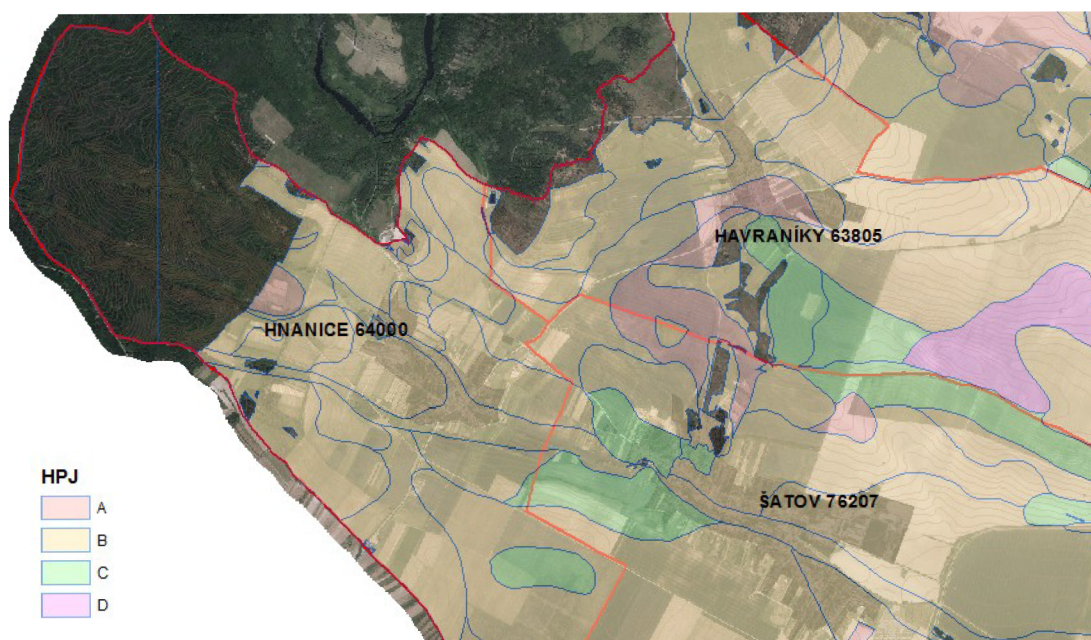 HAVRANÍKY 63805
HNANICE 64000
ŠATOV 76207
HPJ
A
B
C
D